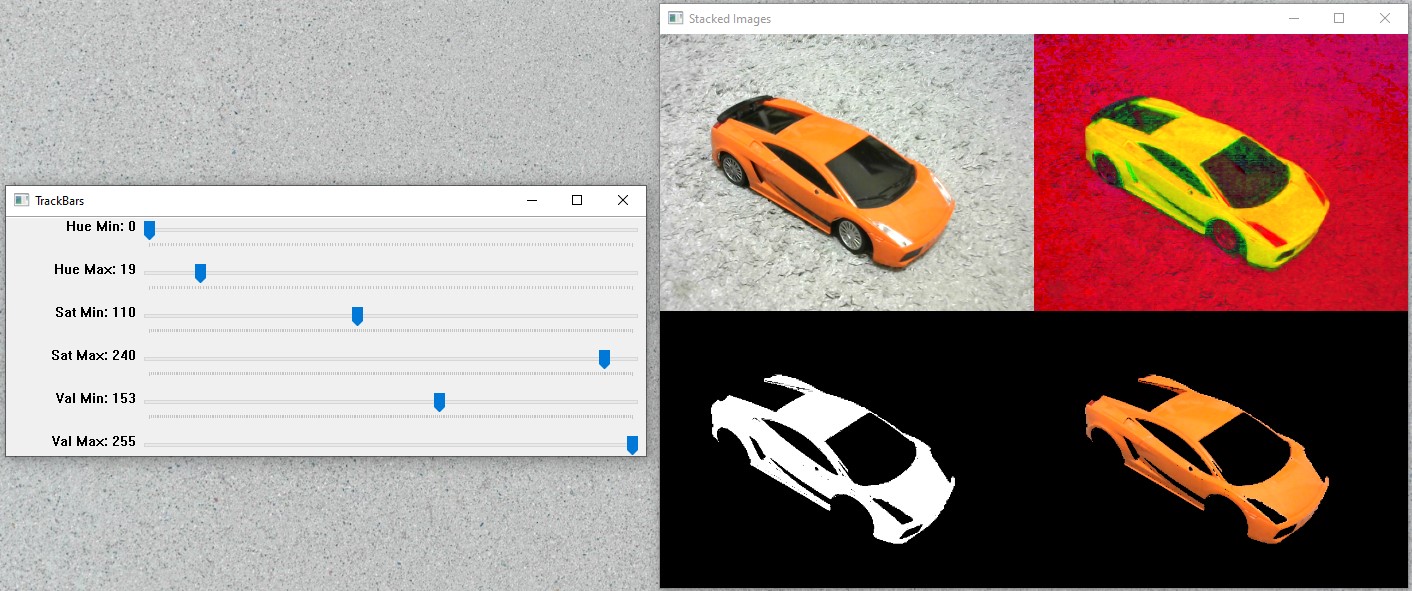 Stacked Images
TrackBars
Hue Min: 0
Hue Max: 19
Sat Min: 110
Sat Max: 240
Val Min: 153
Val Max: 255